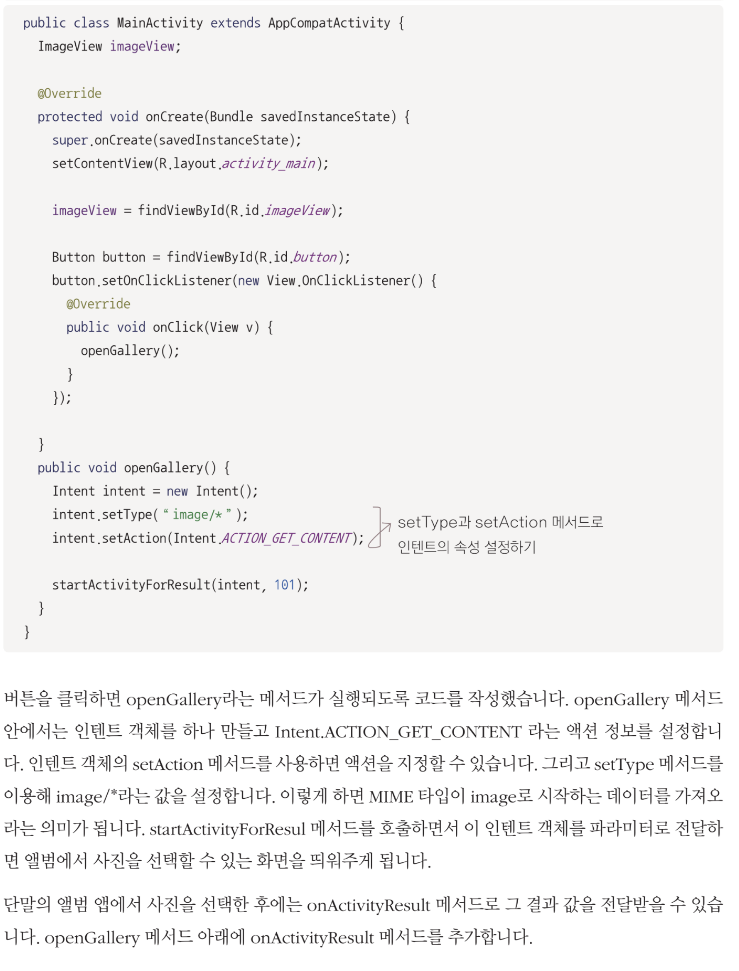 public class MainActivity extends AppCompatActivity {
ImageView imageView;
@Override
protected void onCreate(Bundle savedInstanceState) {
super.onCreate(savedInstanceState);
setContentView(R.layout.activity_main);
imageView = findViewById(R.id.imageView);
Button button = findViewById(R.id.button);
button.setOnClickListener(new View.OnClickListener() {
@Override
public void onClick(View v) {
openGallery();
}
});
}
public void openGallery() {
Intent intent = new Intent();
intent.setType( “ image/* ” );
intent.setAction(Intent.ACTION_GET_CONTENT);
setType과 setAction 메서드로
인텐트의 속성 설정하기
startActivityForResult(intent, 101);
}
}
버튼을 클릭하면 openGallery라는 메서드가 실행되도록 코드를 작성했습니다. openGallery 메서드
안에서는 인텐트 객체를 하나 만들고 Intent.ACTION_GET_CONTENT 라는 액션 정보를 설정합니
다. 인텐트 객체의 setAction 메서드를 사용하면 액션을 지정할 수 있습니다. 그리고 setType 메서드를
이용해 image/*라는 값을 설정합니다. 이렇게 하면 MIME 타입이 image로 시작하는 데이터를 가져오
라는 의미가 됩니다. startActivityForResul 메서드를 호출하면서 이 인텐트 객체를 파라미터로 전달하
면 앨범에서 사진을 선택할 수 있는 화면을 띄워주게 됩니다.
단말의 앨범 앱에서 사진을 선택한 후에는 onActivityResult 메서드로 그 결과 값을 전달받을 수 있습
니다. openGallery 메서드 아래에 onActivityResult 메서드를 추가합니다.